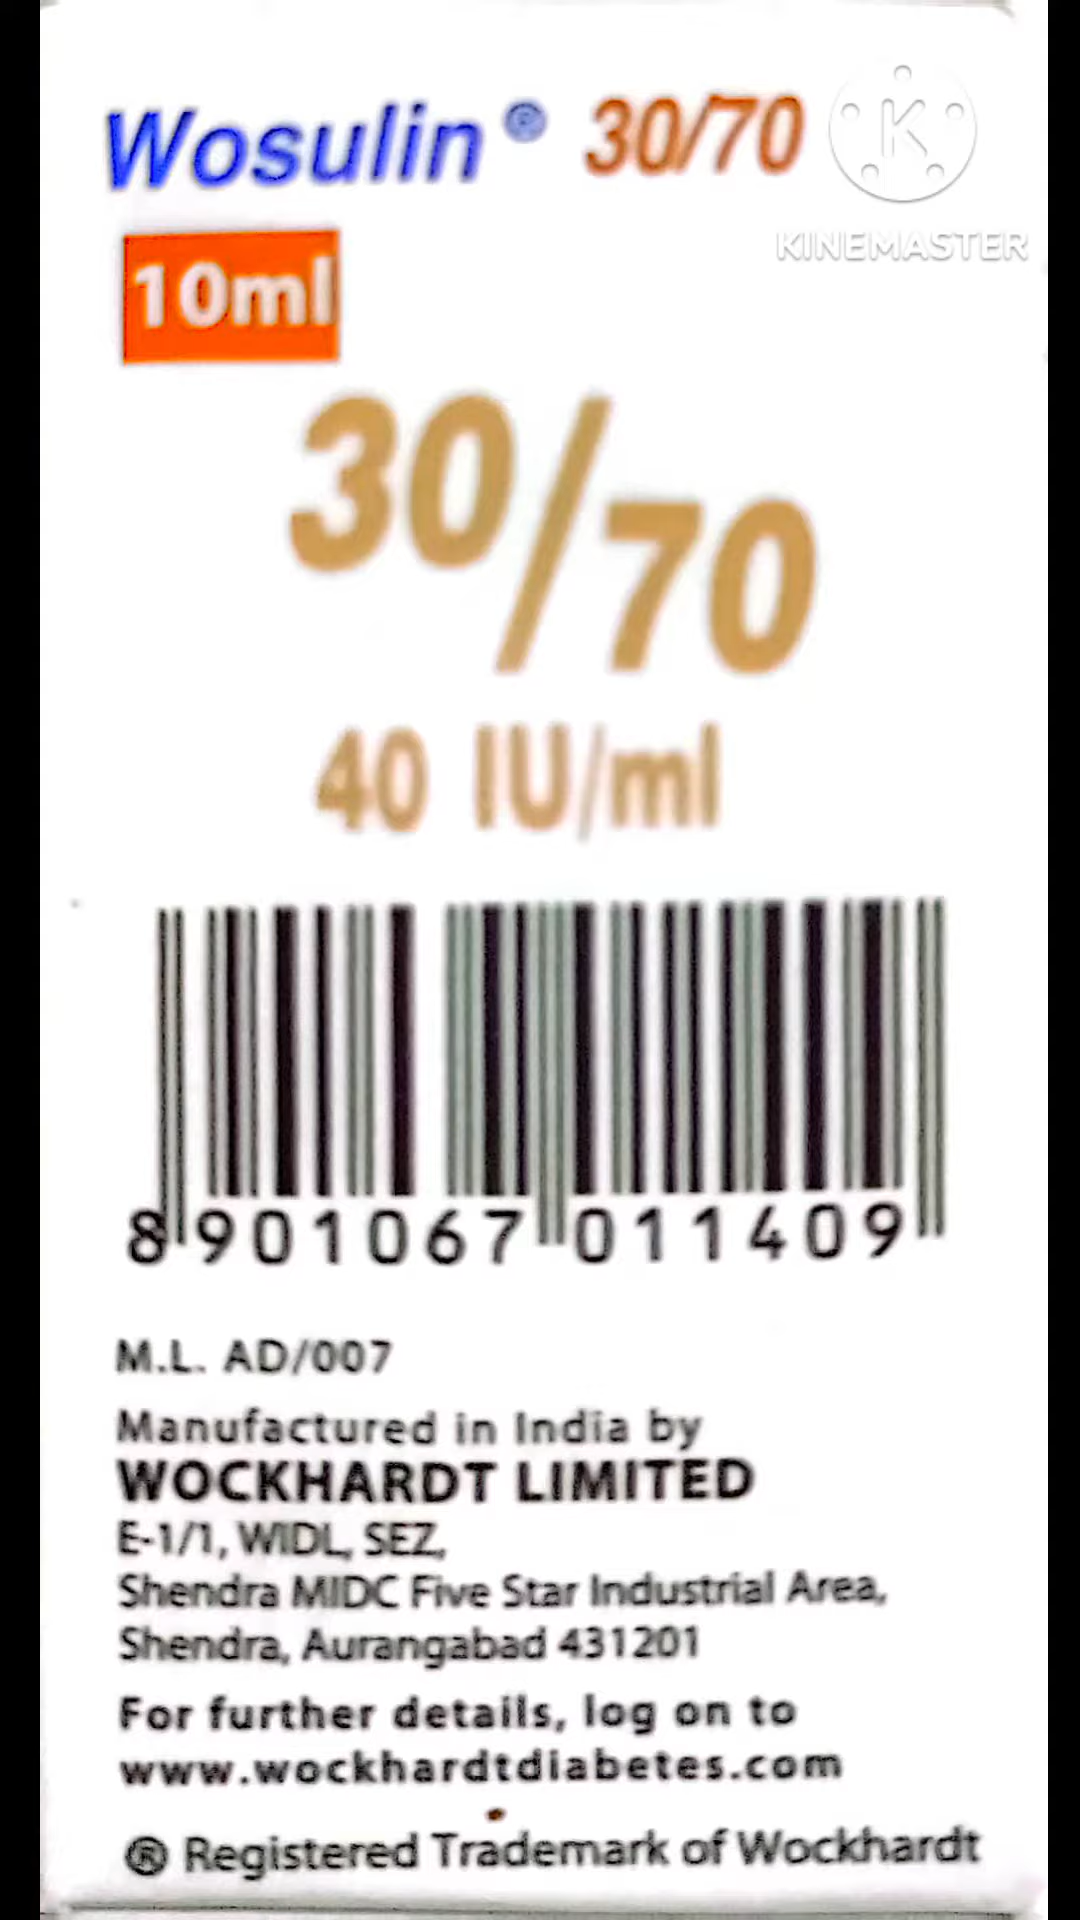 Wosulin® 30/70
KINEMASTER
10ml
30/70
40 IU/ml
8 901067 011409
M.L. AD/007
Manufactured in India by
WOCKHARDT LIMITED
E-1/1, WIDL, SEZ,
Shendra MIDC Five Star Industrial Area,
Shendra, Aurangabad 431201
For further details, log on to
www.wockhardtdiabetes.com
® Registered Trademark of Wockhardt